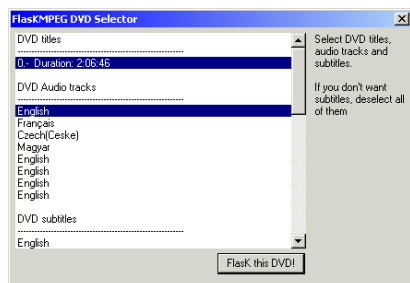 FlasKMPEG DVD Selector
DVD titles
------------------------------------------------------
0.- Duration: 2:06:46
DVD Audio tracks
------------------------------------------------------
English
Français
Czech(Ceske)
Magyar
English
English
English
English
DVD subtitles
------------------------------------------------------
English
Select DVD titles,
audio tracks and
subtitles.
If you don't want
subtitles, deselect all
of them
FlasK this DVD!